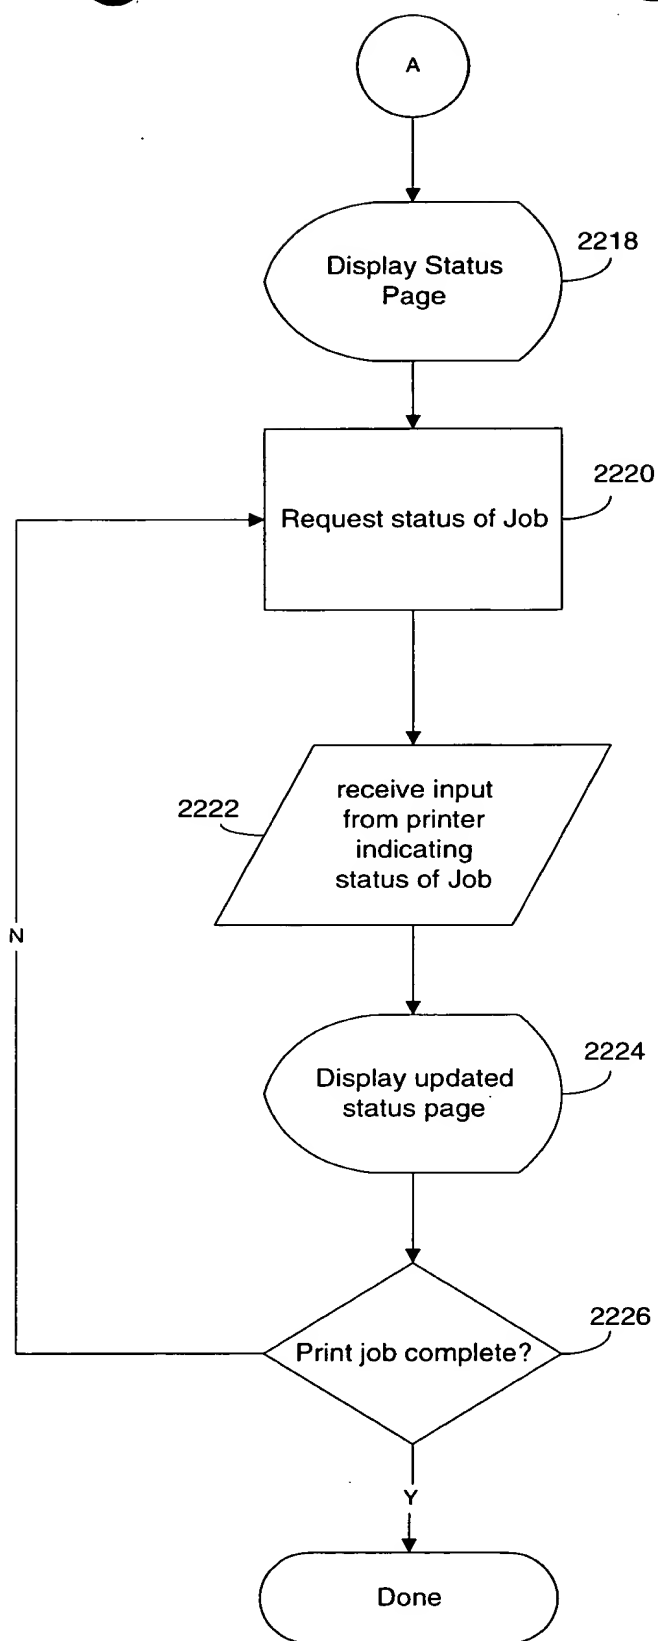 A
Display Status
Page
2218
Request status of Job
2220
receive input
from printer
indicating
status of Job
2222
N
Display updated
status page
2224
Print job complete?
2226
Y
Done